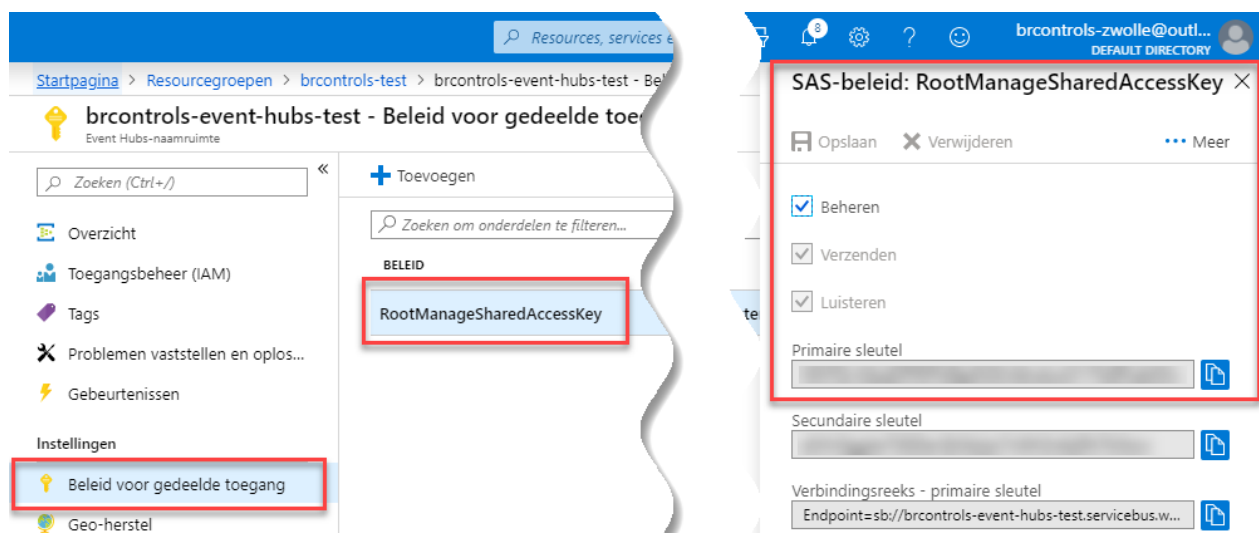 Resources, services e
8
brcontrols-zwolle@outl...
DEFAULT DIRECTORY
Startpagina > Resourcegroepen > brcontrols-test > brcontrols-event-hubs-test - Bel
brcontrols-event-hubs-test - Beleid voor gedeelde toe
Event Hubs-naamruimte
Zoeken (Ctrl+/)
«
Overzicht
Toegangsbeheer (IAM)
Tags
Problemen vaststellen en oplos...
Gebeurtenissen
Instellingen
Beleid voor gedeelde toegang
Geo-herstel
Toevoegen
Zoeken om onderdelen te filteren...
BELEID
RootManageSharedAccessKey
te
SAS-beleid: RootManageSharedAccessKey
Opslaan Verwijderen ••• Meer
Beheren
Verzenden
Luisteren
Primaire sleutel
Secundaire sleutel
Verbindingsreeks - primaire sleutel
Endpoint=sb://brcontrols-event-hubs-test.servicebus.w...